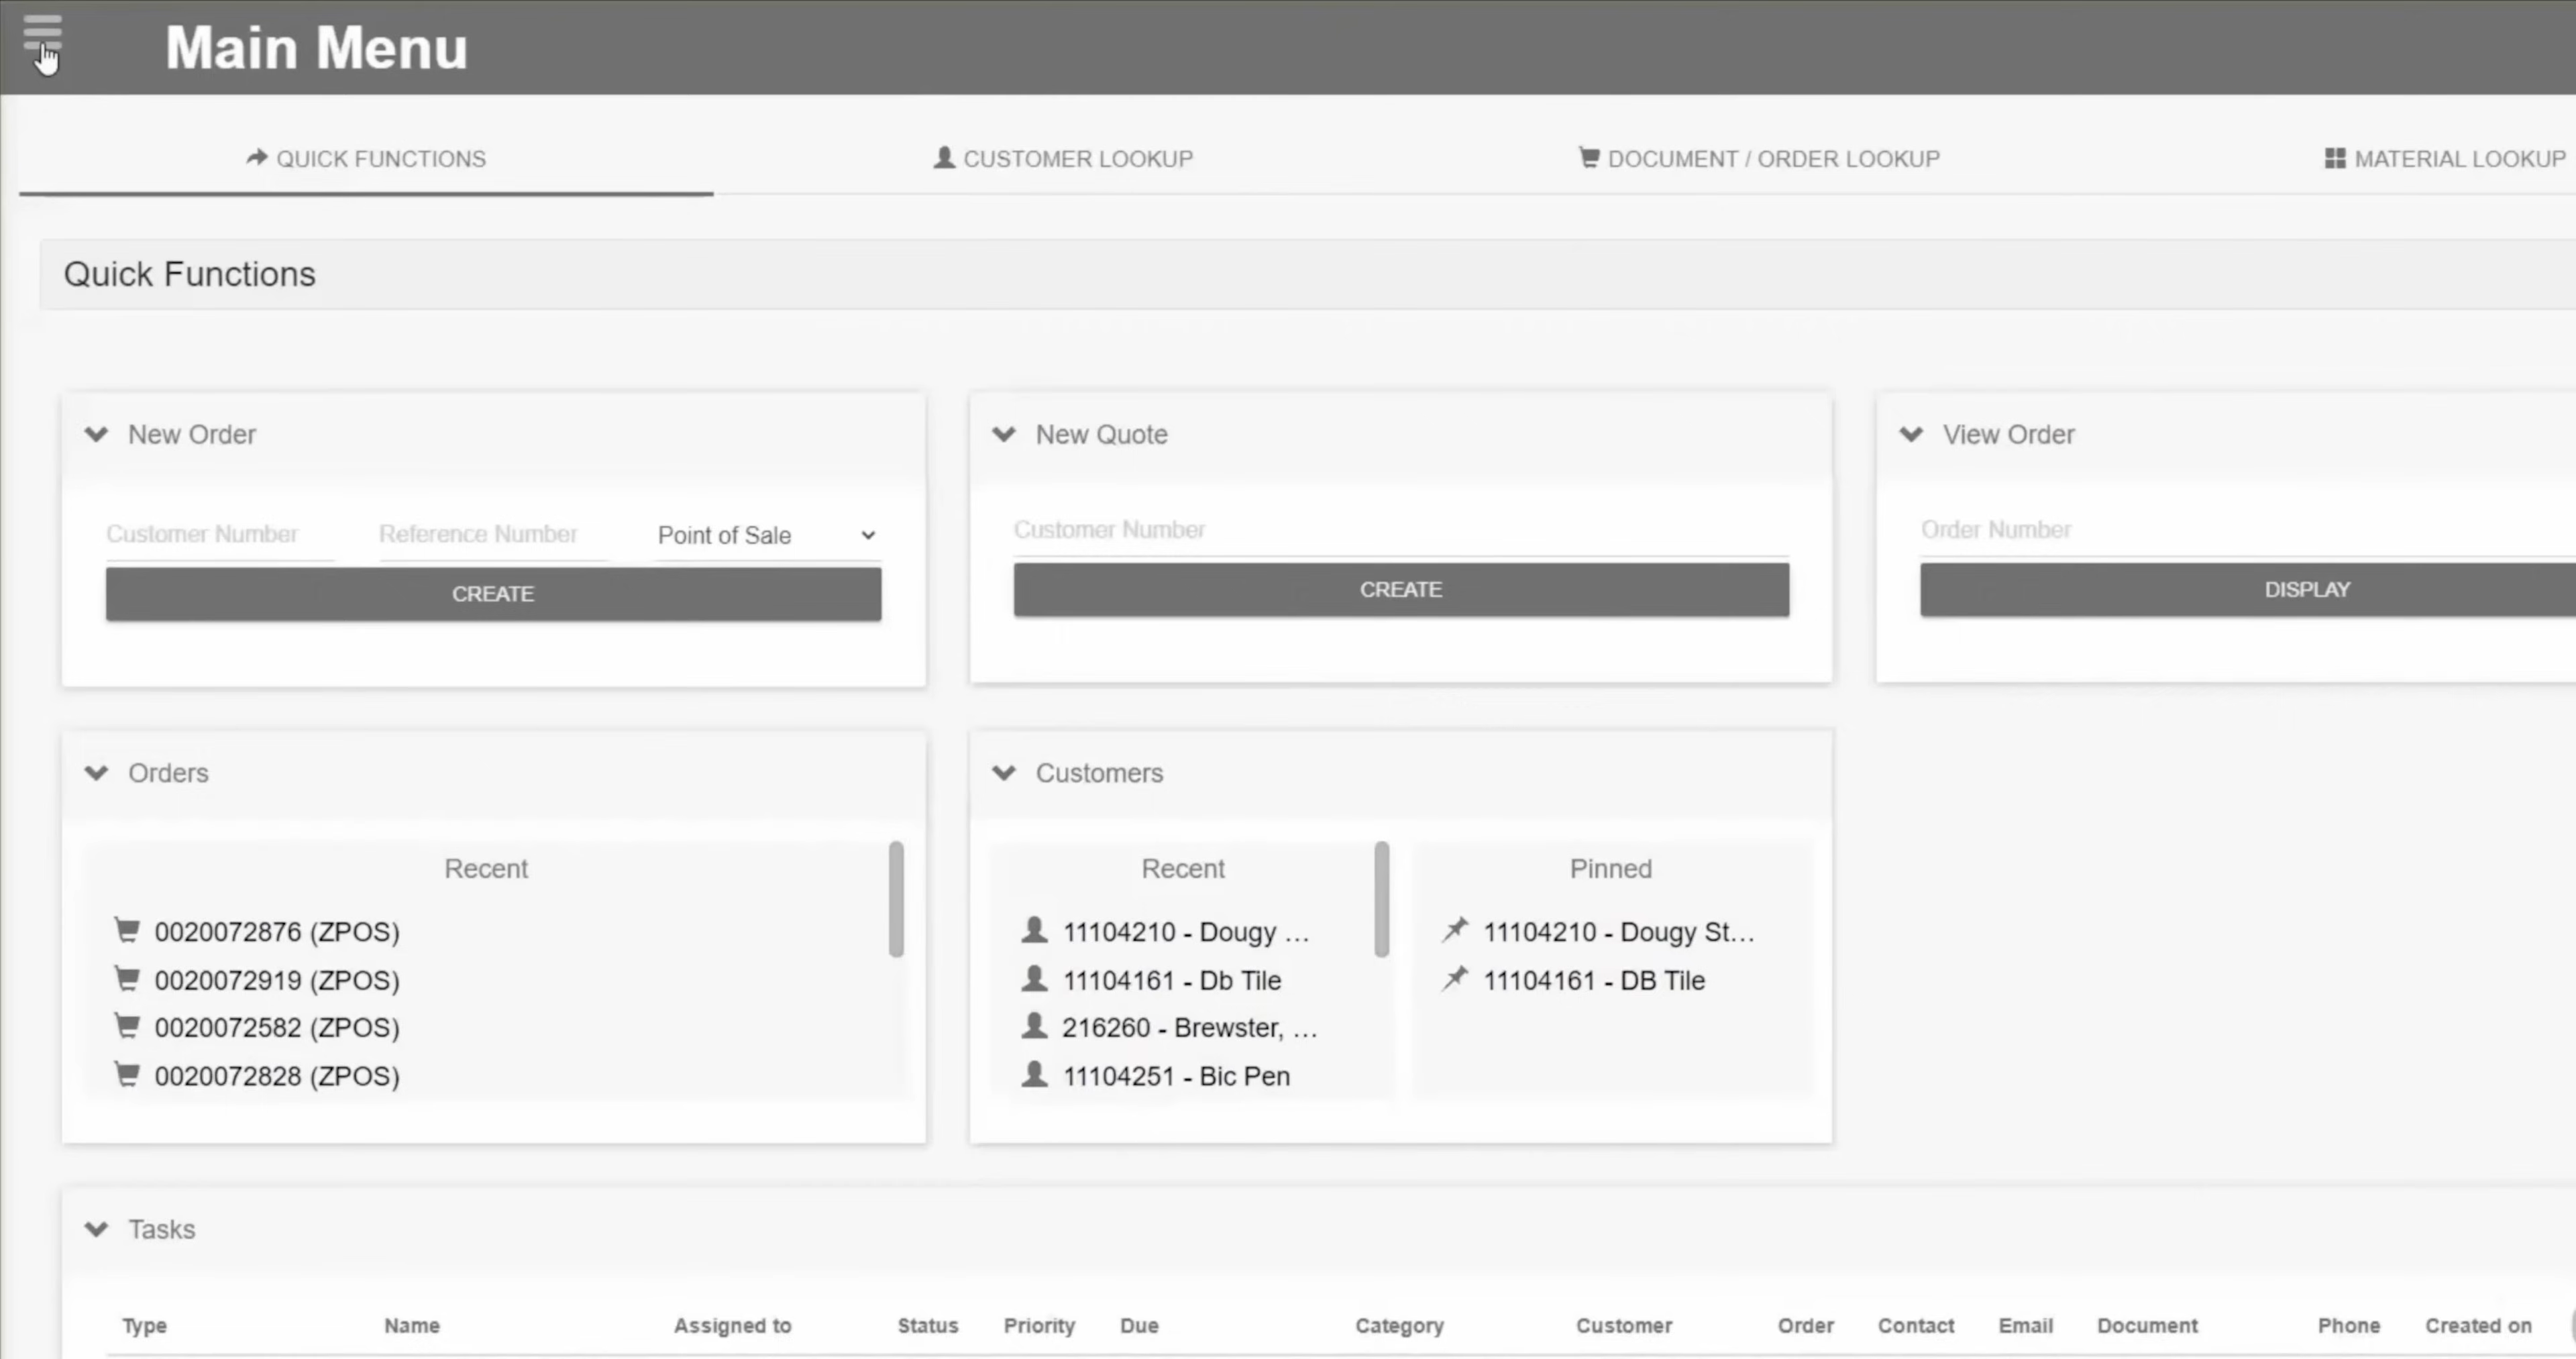 Main Menu
QUICK FUNCTIONS
CUSTOMER LOOKUP
DOCUMENT / ORDER LOOKUP
MATERIAL LOOKUP
Quick Functions
New Order
Customer Number
Reference Number
Point of Sale
CREATE
New Quote
Customer Number
CREATE
View Order
Order Number
DISPLAY
Orders
Recent
0020072876 (ZPOS)
0020072919 (ZPOS)
0020072582 (ZPOS)
0020072828 (ZPOS)
Customers
Recent
11104210 - Dougy ...
11104161 - Db Tile
216260 - Brewster, ...
11104251 - Bic Pen
Pinned
11104210 - Dougy St...
11104161 - DB Tile
Tasks
Type Name Assigned to Status Priority Due Category Customer Order Contact Email Document Phone Created on